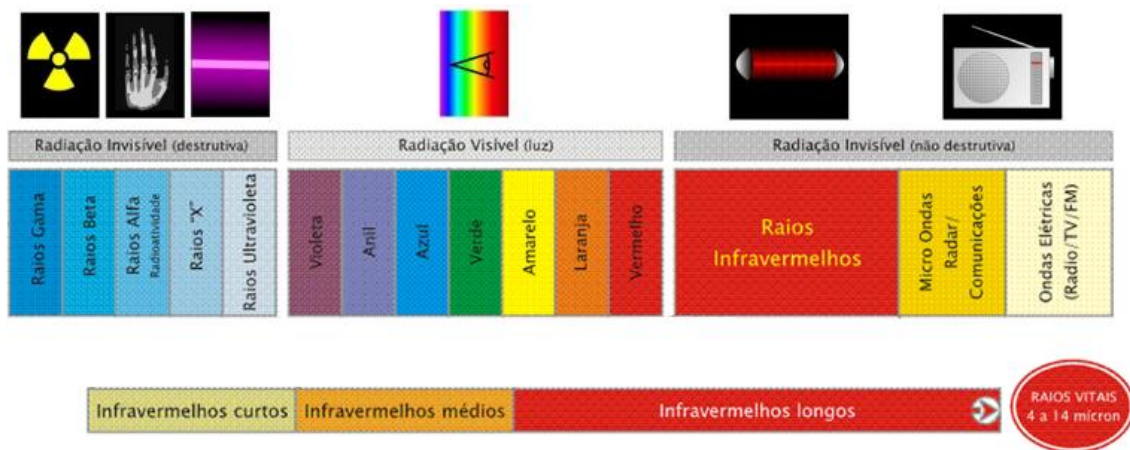 Radiação Invisível (destrutiva)
Radiação Visível (luz)
Radiação Invisível (não destrutiva)
Raios Gama
Raios Beta
Raios Alfa
Radioatividade
Raios "X"
Raios Ultravioleta
Violeta
Anil
Azul
Verde
Amarelo
Laranja
Vermelho
Raios
Infravermelhos
Micro Ondas
Radar/
Comunicações
Ondas Elétricas
(Radio/TV/FM)
Infravermelhos curtos
Infravermelhos médios
Infravermelhos longos
RAIOS VITAIS
4 a 14 mícron